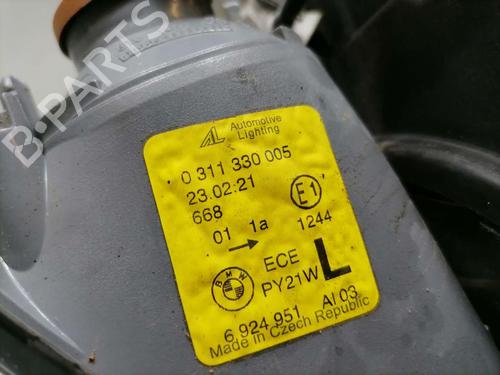 B-PARTS
AL Automotive
Lighting
0 311 330 005
23.02:21
668
E1
01 1a 1244
BMW
ECE
PY21W
L
6 924 951 AI 03
Made in Czech Republic